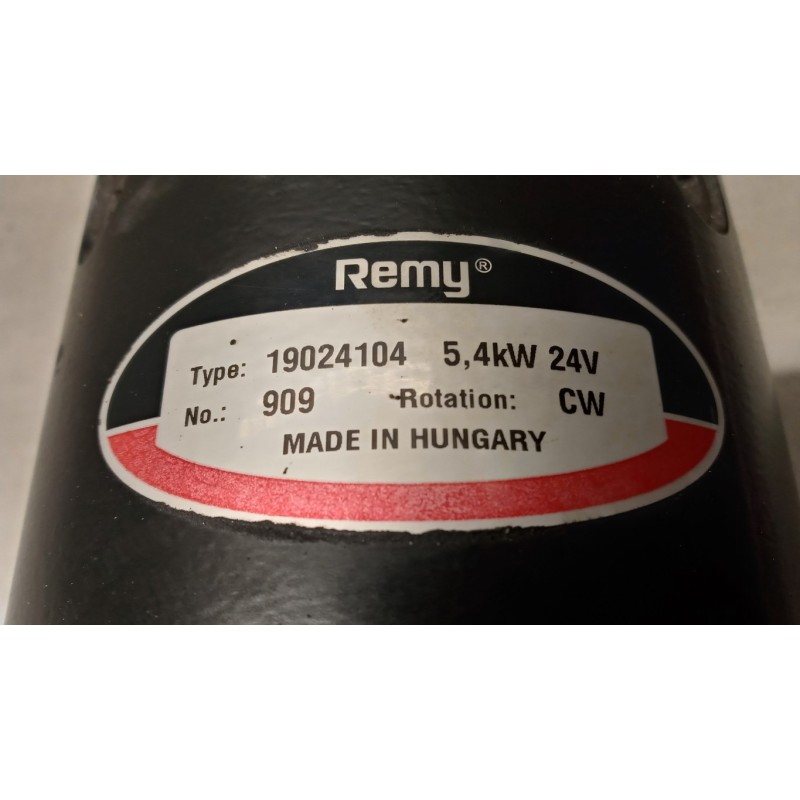 Remy®
Type: 19024104 5,4kW 24V
No.: 909 Rotation: CW
MADE IN HUNGARY